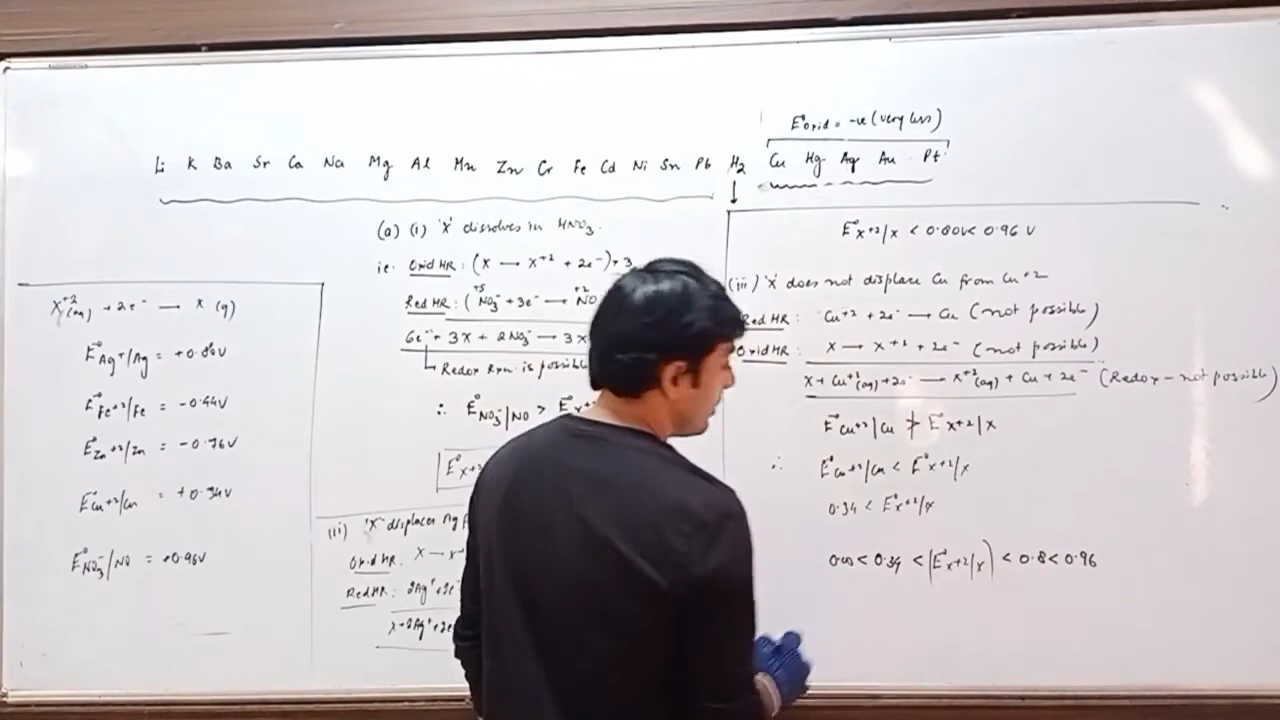 E°oxid = -ve (very less)
Li K Ba Sr Ca Na Mg Al Mn Zn Cr Fe Cd Ni Sn Pb H2 Cu Hg Ag Au Pt
X+2(aq) + 2e- → X (g)
E°Ag+/Ag = +0.80V
E°Fe+2/Fe = -0.44V
E°Zn+2/Zn = -0.76V
E°Cu+2/Cu = +0.34V
E°NO3-/NO = +0.96V
(a) (i) 'X' dissolves in HNO3.
ie. Oxid HR : (X → X+2 + 2e-) × 3
Red HR : (NO3- + 3e- → NO
+5 +2
6e- + 3X + 2NO3- → 3X
Redox Rxn. is possible
∴ E°NO3-/NO > E°X+2
E°X+2
(ii) 'X' displaces Ag
Oxid HR: X → X
Red HR: 2Ag+ + 2e-
X + 2Ag+ + 2e
E°X+2/X < 0.80V < 0.96 V
(iii) 'X' does not displace Cu from Cu+2
Red HR: Cu+2 + 2e- → Cu (not possible)
Oxid HR: X → X+2 + 2e- (not possible)
X + Cu+2(aq) + 2e- → X+2(aq) + Cu + 2e- (Redox - not possible)
E°Cu+2/Cu ≯ E°X+2/X
∴ E°Cu+2/Cu < E°X+2/X
0.34 < E°X+2/X
0.00 < 0.34 < (E°X+2/X) < 0.8 < 0.96